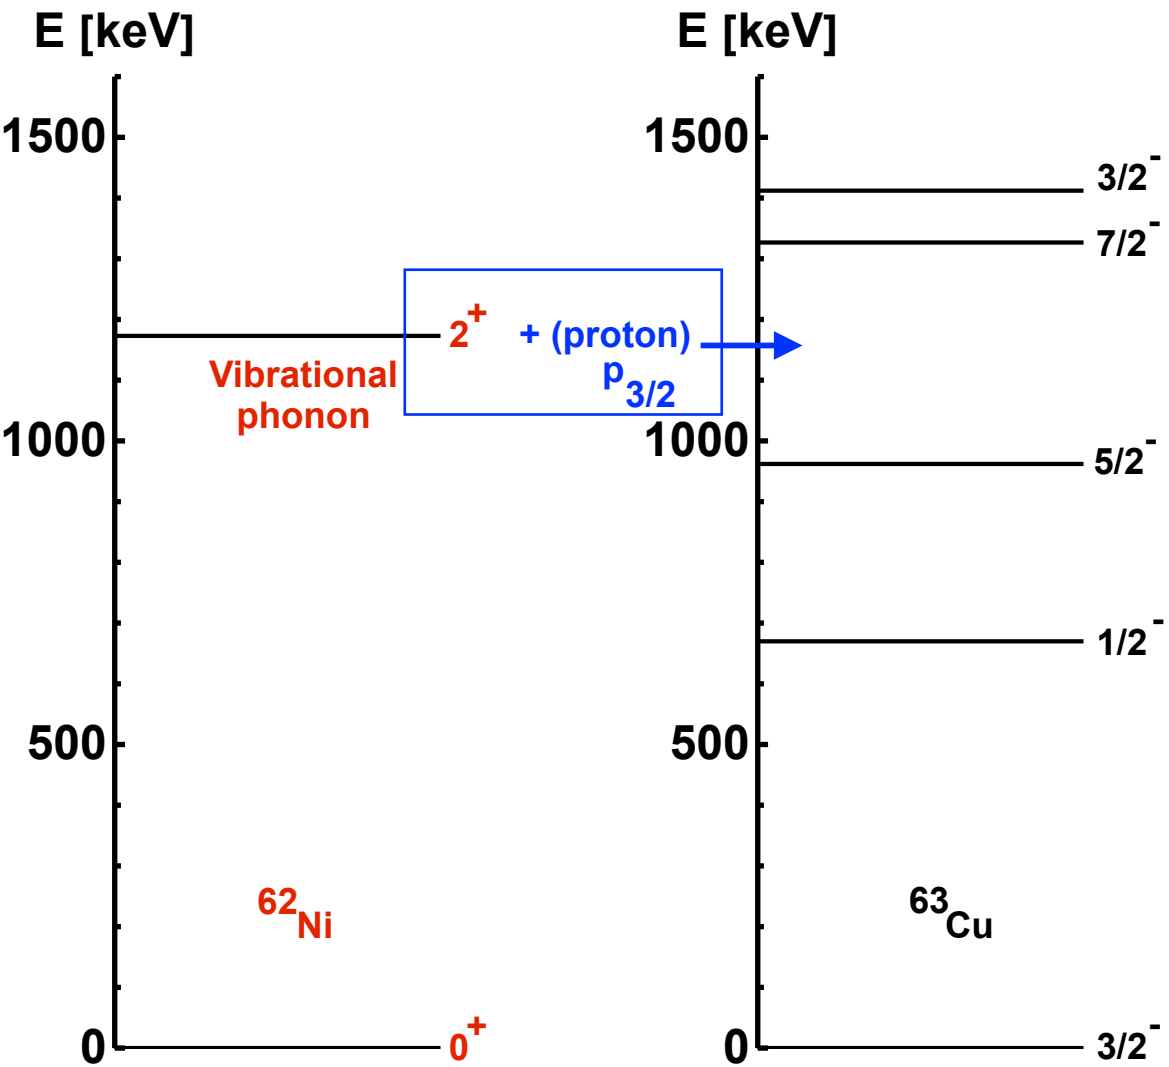 E [keV]
1500
1000
500
0
2+
Vibrational
phonon
+ (proton)
p3/2
62Ni
0+
E [keV]
1500
1000
500
0
3/2-
7/2-
5/2-
1/2-
63Cu
3/2-